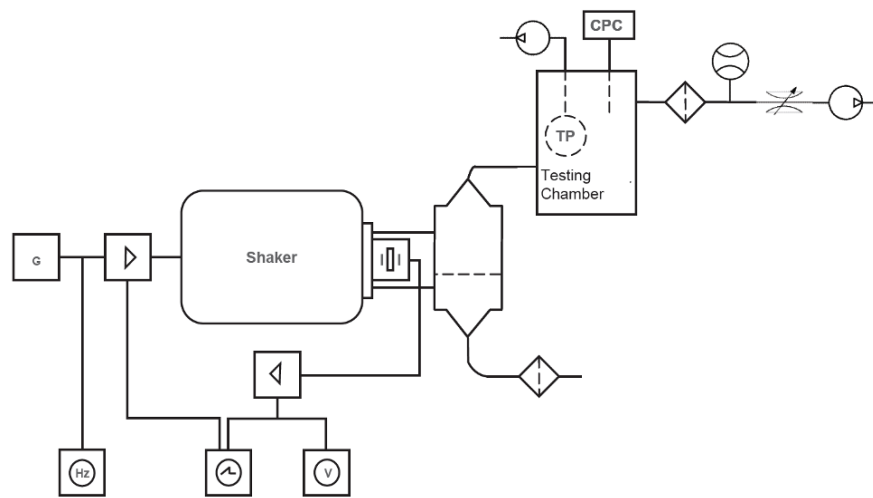 CPC
TP
Testing
Chamber
Shaker
G
Hz
V